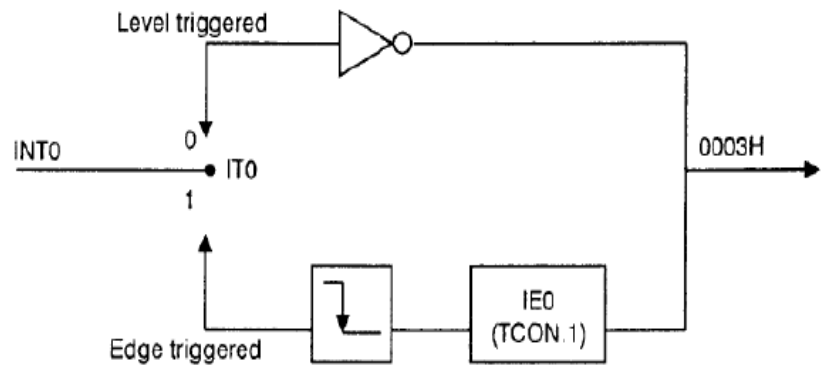 Level triggered
0
INT0
IT0
0003H
1
IE0
(TCON.1)
Edge triggered